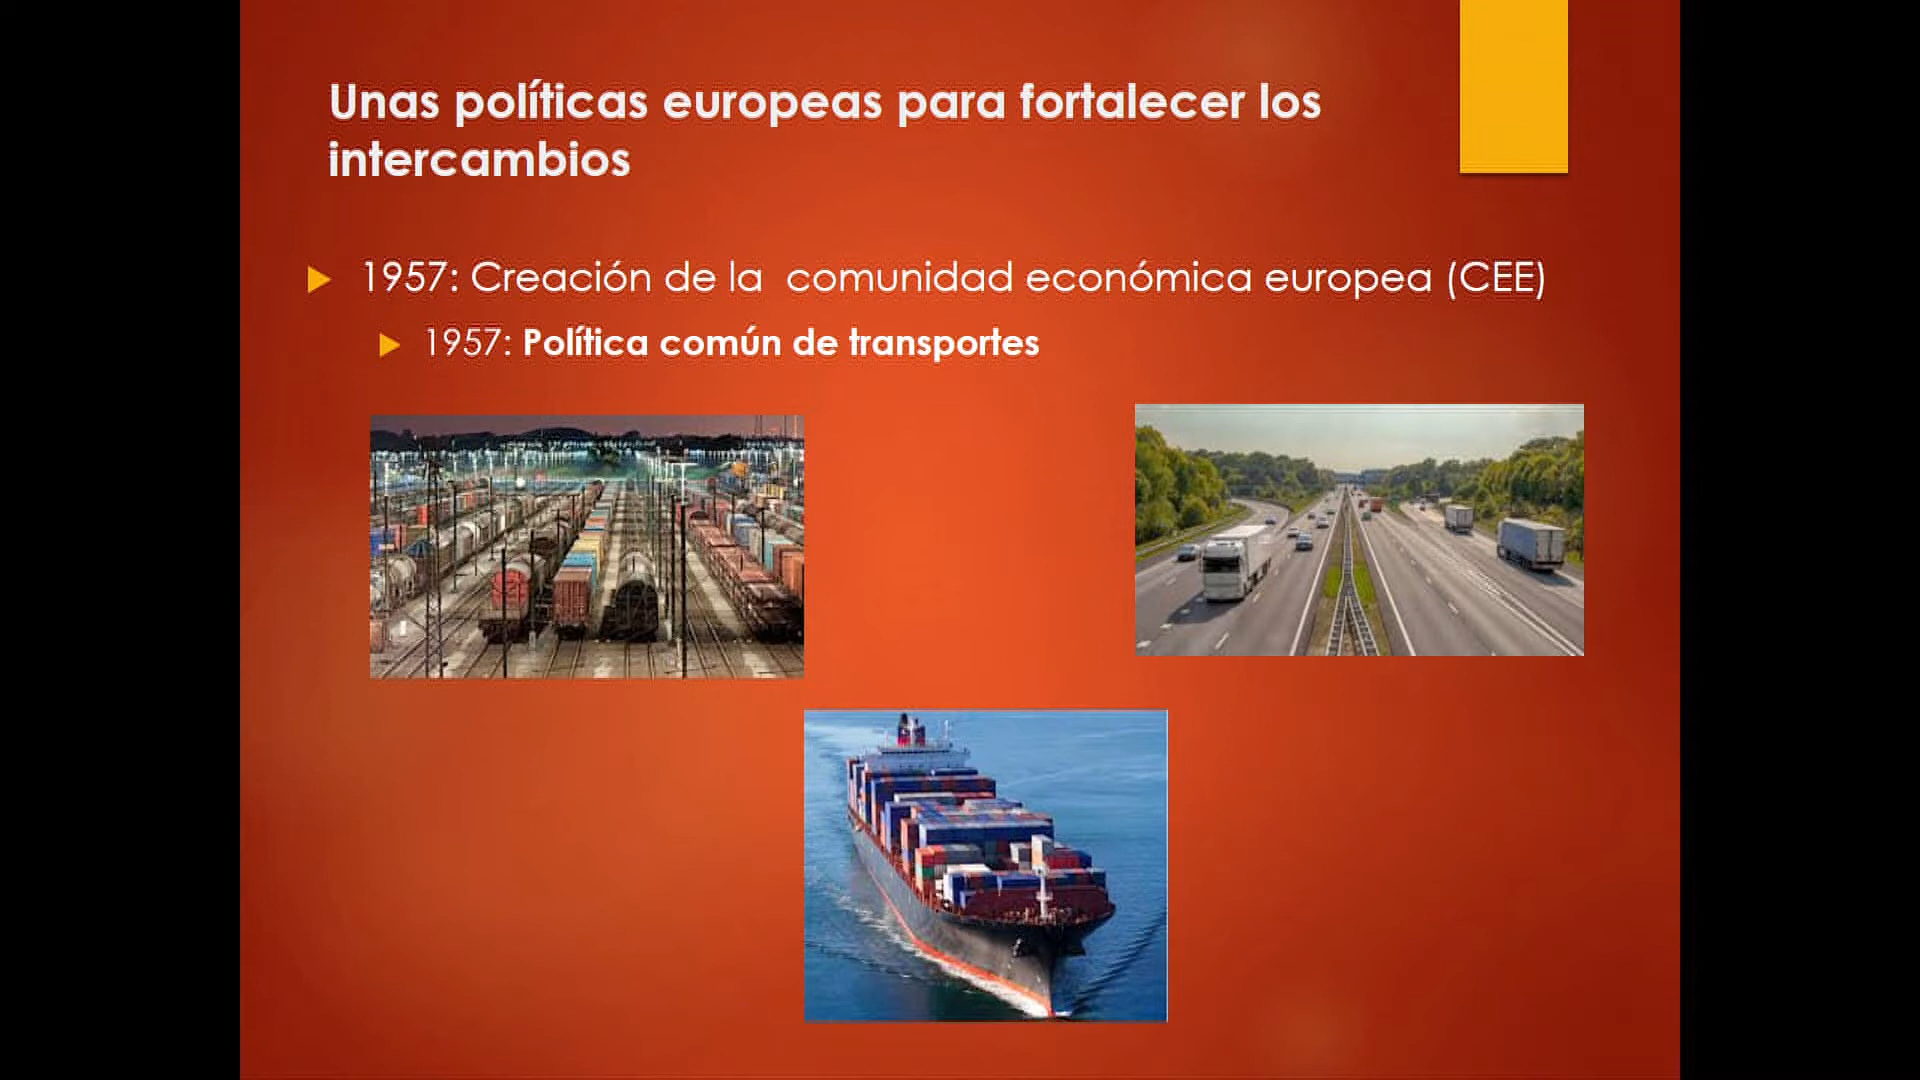 Unas políticas europeas para fortalecer los
intercambios
1957: Creación de la comunidad económica europea (CEE)
1957: Política común de transportes